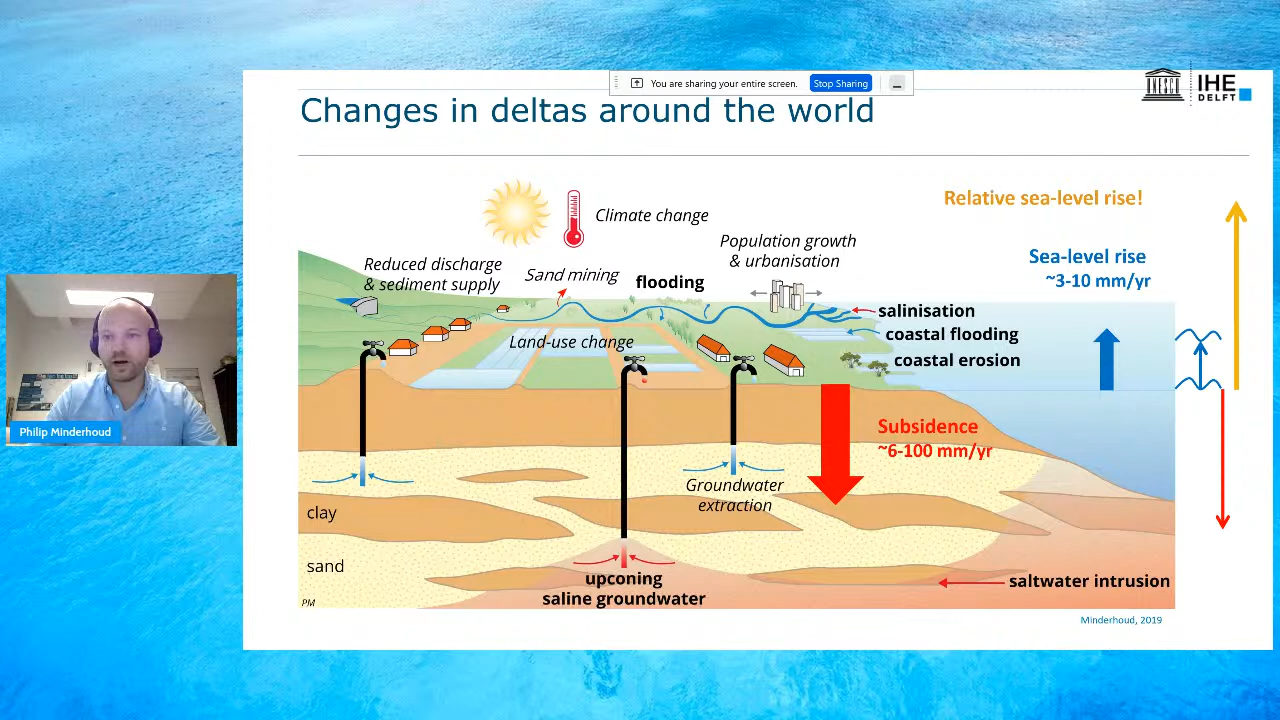 You are sharing your entire screen.
Stop Sharing
UNESCO
IHE
DELFT
Changes in deltas around the world
Relative sea-level rise!
Climate change
Population growth
& urbanisation
Sea-level rise
~3-10 mm/yr
Reduced discharge
& sediment supply
Sand mining
flooding
salinisation
coastal flooding
coastal erosion
Land-use change
Subsidence
~6-100 mm/yr
Philip Minderhoud
Groundwater
extraction
clay
sand
upconing
saline groundwater
saltwater intrusion
PM
Minderhoud, 2019